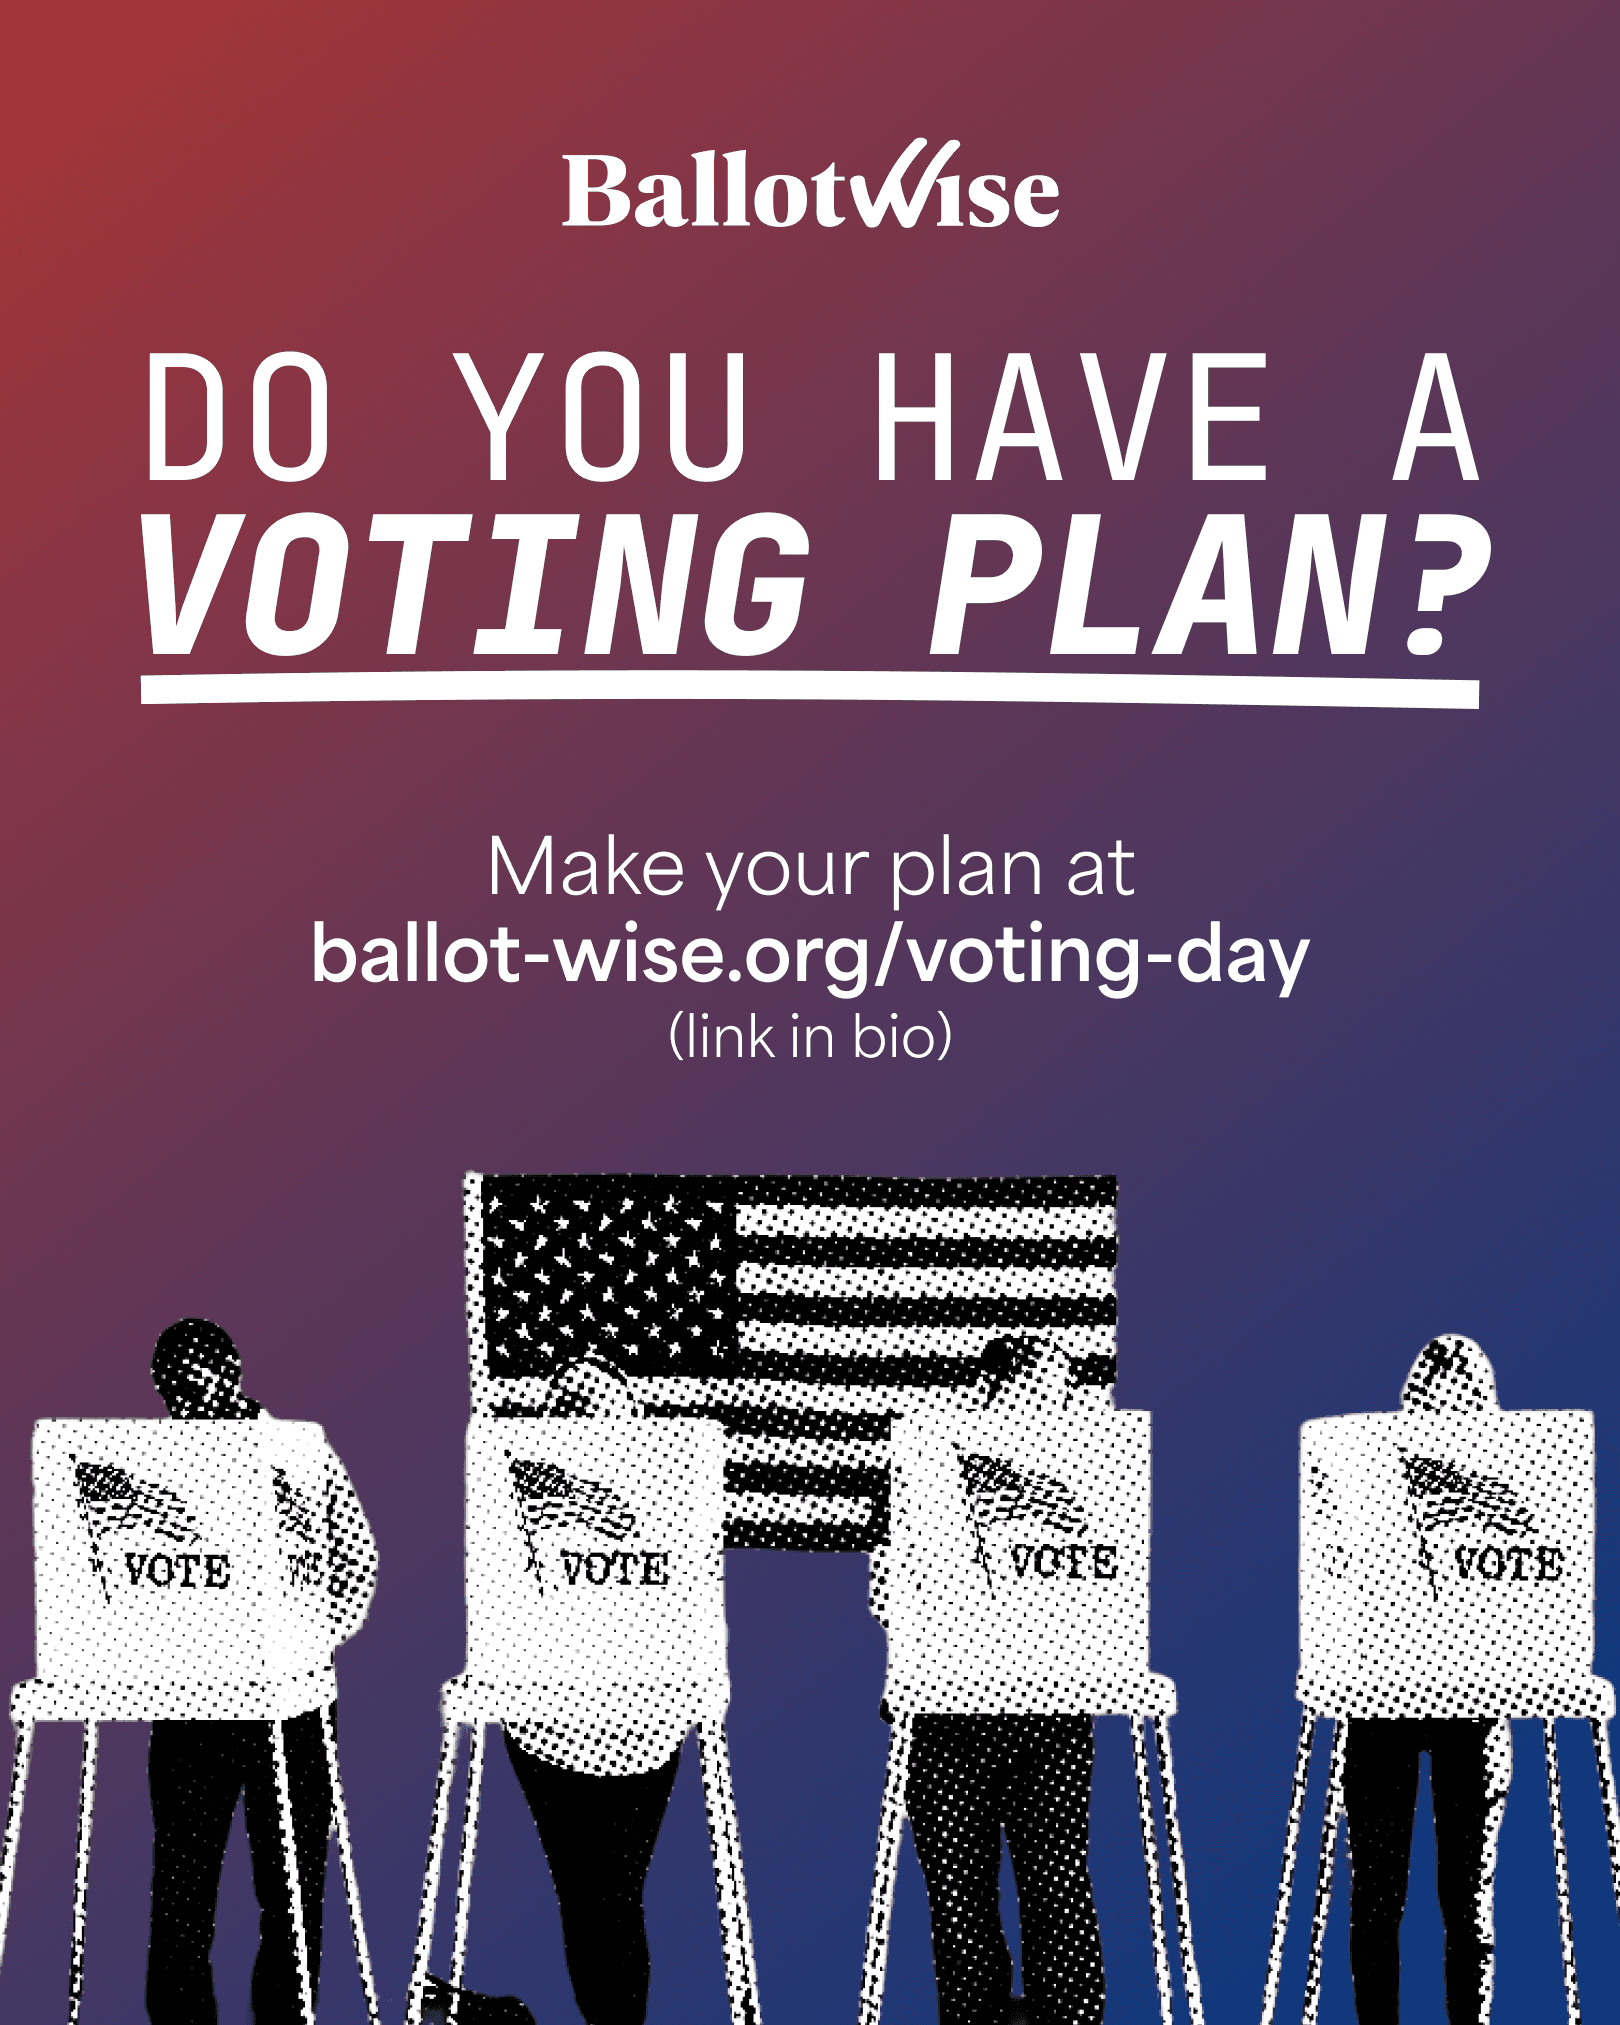 Ballotwise
DO YOU HAVE A
VOTING PLAN?
Make your plan at
ballot-wise.org/voting-day
(link in bio)
VOTE
VOTE
VOTE
VOTE